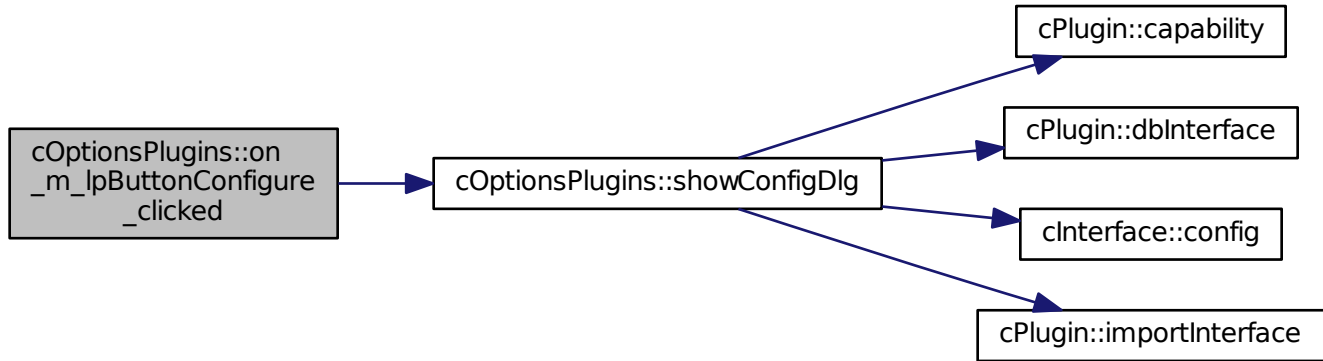 cOptionsPlugins::on
_m_lpButtonConfigure
_clicked
cOptionsPlugins::showConfigDlg
cPlugin::capability
cPlugin::dbInterface
cInterface::config
cPlugin::importInterface